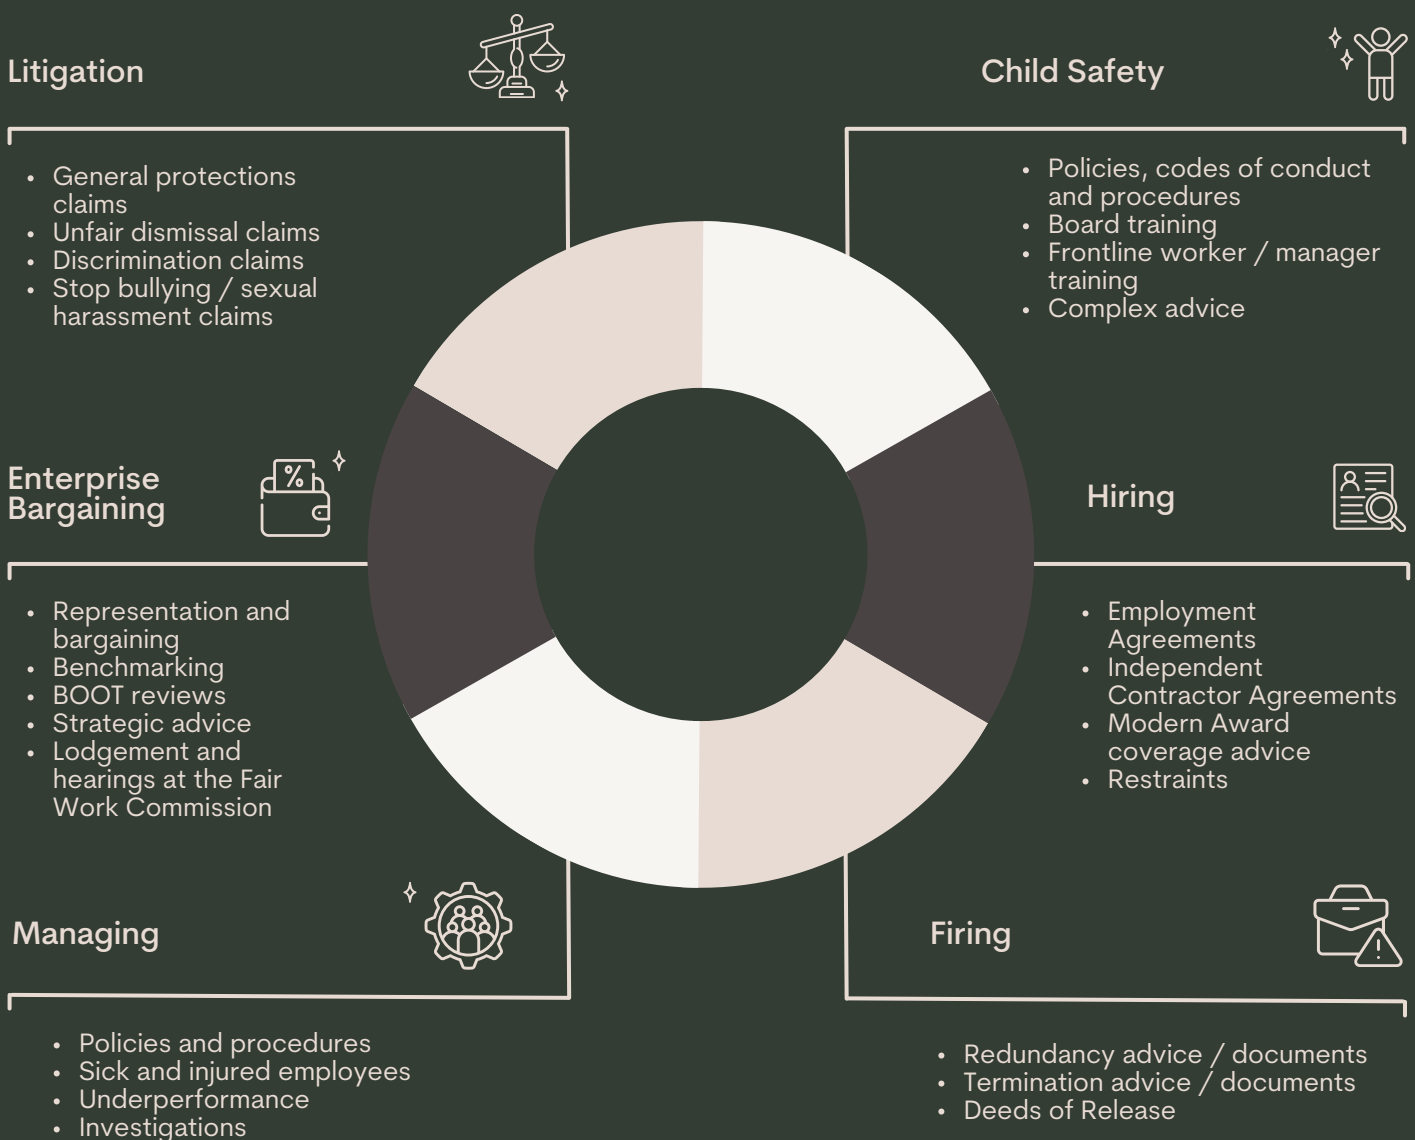 Litigation
General protections
claims
Unfair dismissal claims
Discrimination claims
Stop bullying / sexual
harassment claims
Child Safety
Policies, codes of conduct
and procedures
Board training
Frontline worker / manager
training
Complex advice
Enterprise
Bargaining
%
Representation and
bargaining
Benchmarking
BOOT reviews
Strategic advice
Lodgement and
hearings at the Fair
Work Commission
Hiring
Employment
Agreements
Independent
Contractor Agreements
Modern Award
coverage advice
Restraints
Managing
Policies and procedures
Sick and injured employees
Underperformance
Investigations
Firing
!
Redundancy advice / documents
Termination advice / documents
Deeds of Release